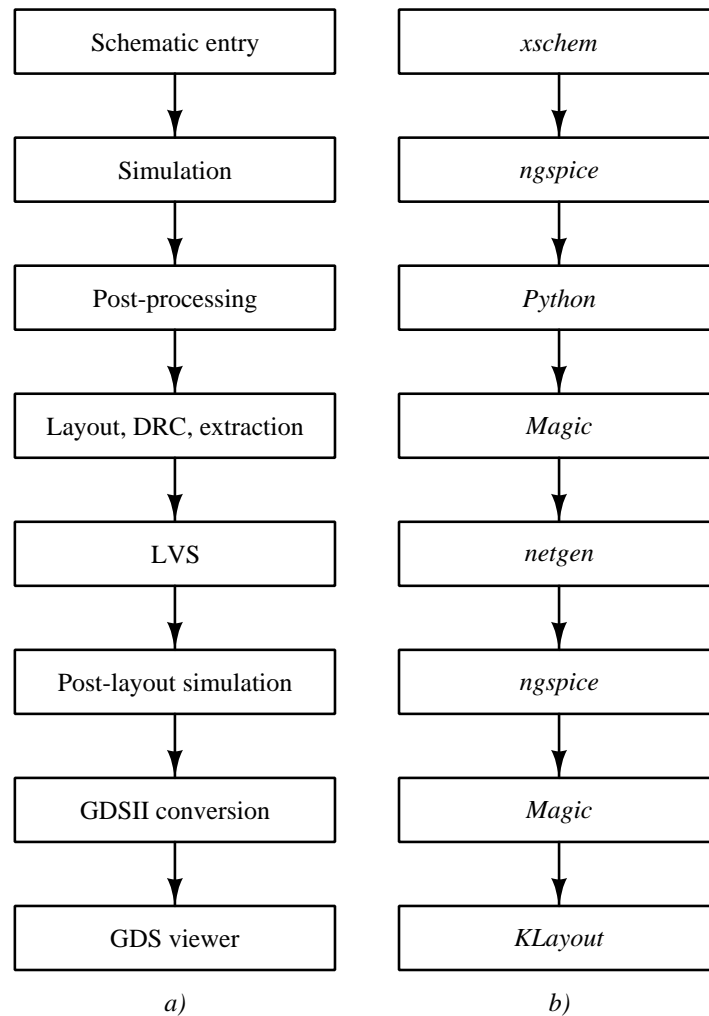 Schematic entry
xschem
Simulation
ngspice
Post-processing
Python
Layout, DRC, extraction
Magic
LVS
netgen
Post-layout simulation
ngspice
GDSII conversion
Magic
GDS viewer
KLayout
a)
b)